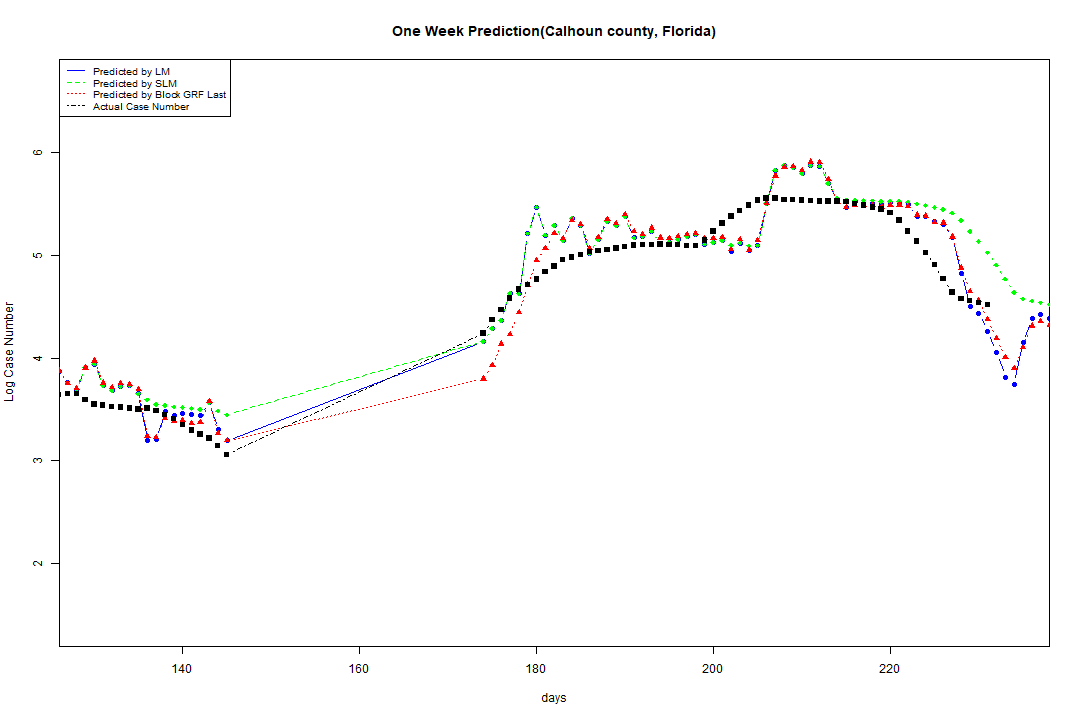 One Week Prediction(Calhoun county, Florida)
Predicted by LM
Predicted by SLM
Predicted by Block GRF Last
Actual Case Number
6
5
4
3
2
Log Case Number
140 160 180 200 220
days